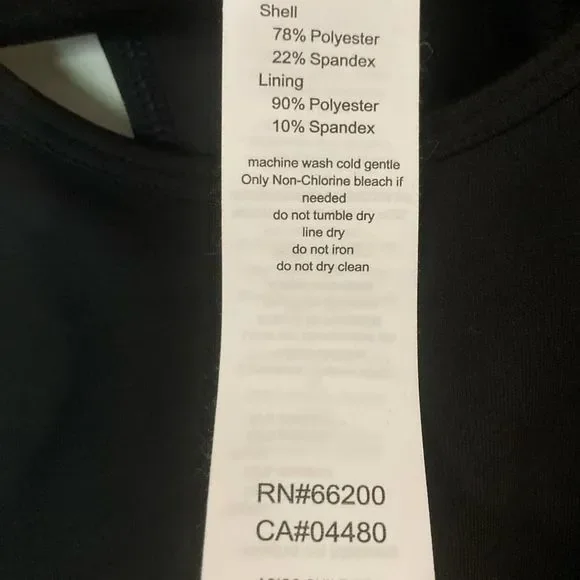 Shell
78% Polyester
22% Spandex
Lining
90% Polyester
10% Spandex
machine wash cold gentle
Only Non-Chlorine bleach if
needed
do not tumble dry
line dry
do not iron
do not dry clean
RN#66200
CA#04480